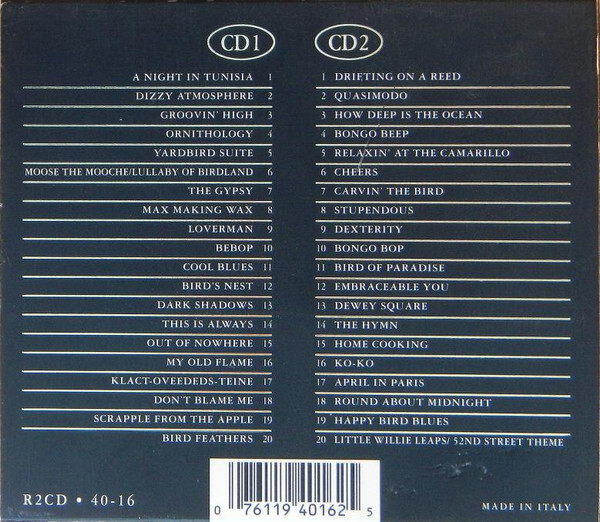 CD1
A NIGHT IN TUNISIA 1
DIZZY ATMOSPHERE 2
GROOVIN' HIGH 3
ORNITHOLOGY 4
YARDBIRD SUITE 5
MOOSE THE MOOCHE/LULLABY OF BIRDLAND 6
THE GYPSY 7
MAX MAKING WAX 8
LOVERMAN 9
BEBOP 10
COOL BLUES 11
BIRD'S NEST 12
DARK SHADOWS 13
THIS IS ALWAYS 14
OUT OF NOWHERE 15
MY OLD FLAME 16
KLACT-OVEEDEDS-TEINE 17
DON'T BLAME ME 18
SCRAPPLE FROM THE APPLE 19
BIRD FEATHERS 20
CD2
1 DRIETING ON A REED
2 QUASIMODO
3 HOW DEEP IS THE OCEAN
4 BONGO BEEP
5 RELAXIN' AT THE CAMARILLO
6 CHEERS
7 CARVIN' THE BIRD
8 STUPENDOUS
9 DEXTERITY
10 BONGO BOP
11 BIRD OF PARADISE
12 EMBRACEABLE YOU
13 DEWEY SQUARE
14 THE HYMN
15 HOME COOKING
16 KO-KO
17 APRIL IN PARIS
18 ROUND ABOUT MIDNIGHT
19 HAPPY BIRD BLUES
20 LITTLE WILLIE LEAPS/ 52ND STREET THEME
R2CD • 40-16
0 76119 40162 5
MADE IN ITALY